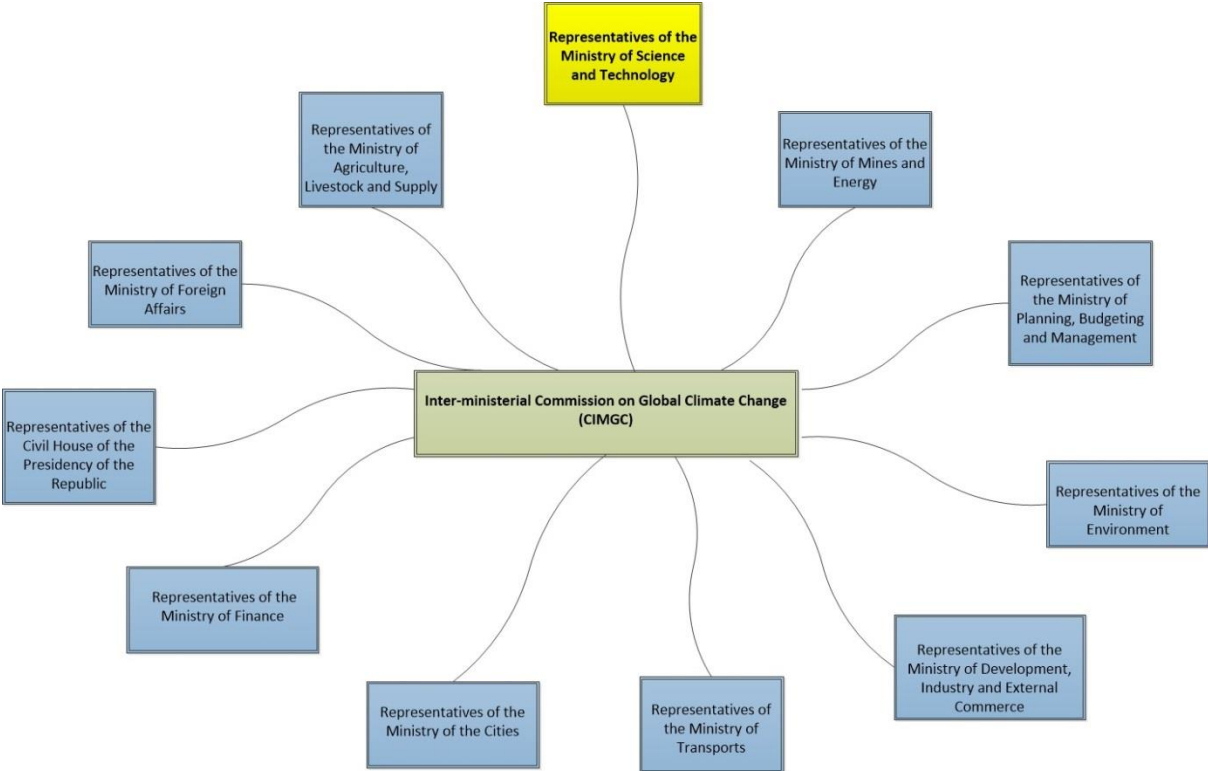 Representatives of the
Ministry of Science
and Technology
Representatives of
the Ministry of
Agriculture,
Livestock and Supply
Representatives of the
Ministry of Mines and
Energy
Representatives of the
Ministry of Foreign
Affairs
Representatives of
the Ministry of
Planning, Budgeting
and Management
Inter-ministerial Commission on Global Climate Change
(CIMGC)
Representatives of the
Civil House of the
Presidency of the
Republic
Representatives of the
Ministry of
Environment
Representatives of the
Ministry of Finance
Representatives of the
Ministry of Development,
Industry and External
Commerce
Representatives of the
Ministry of the Cities
Representatives of
the Ministry of
Transports